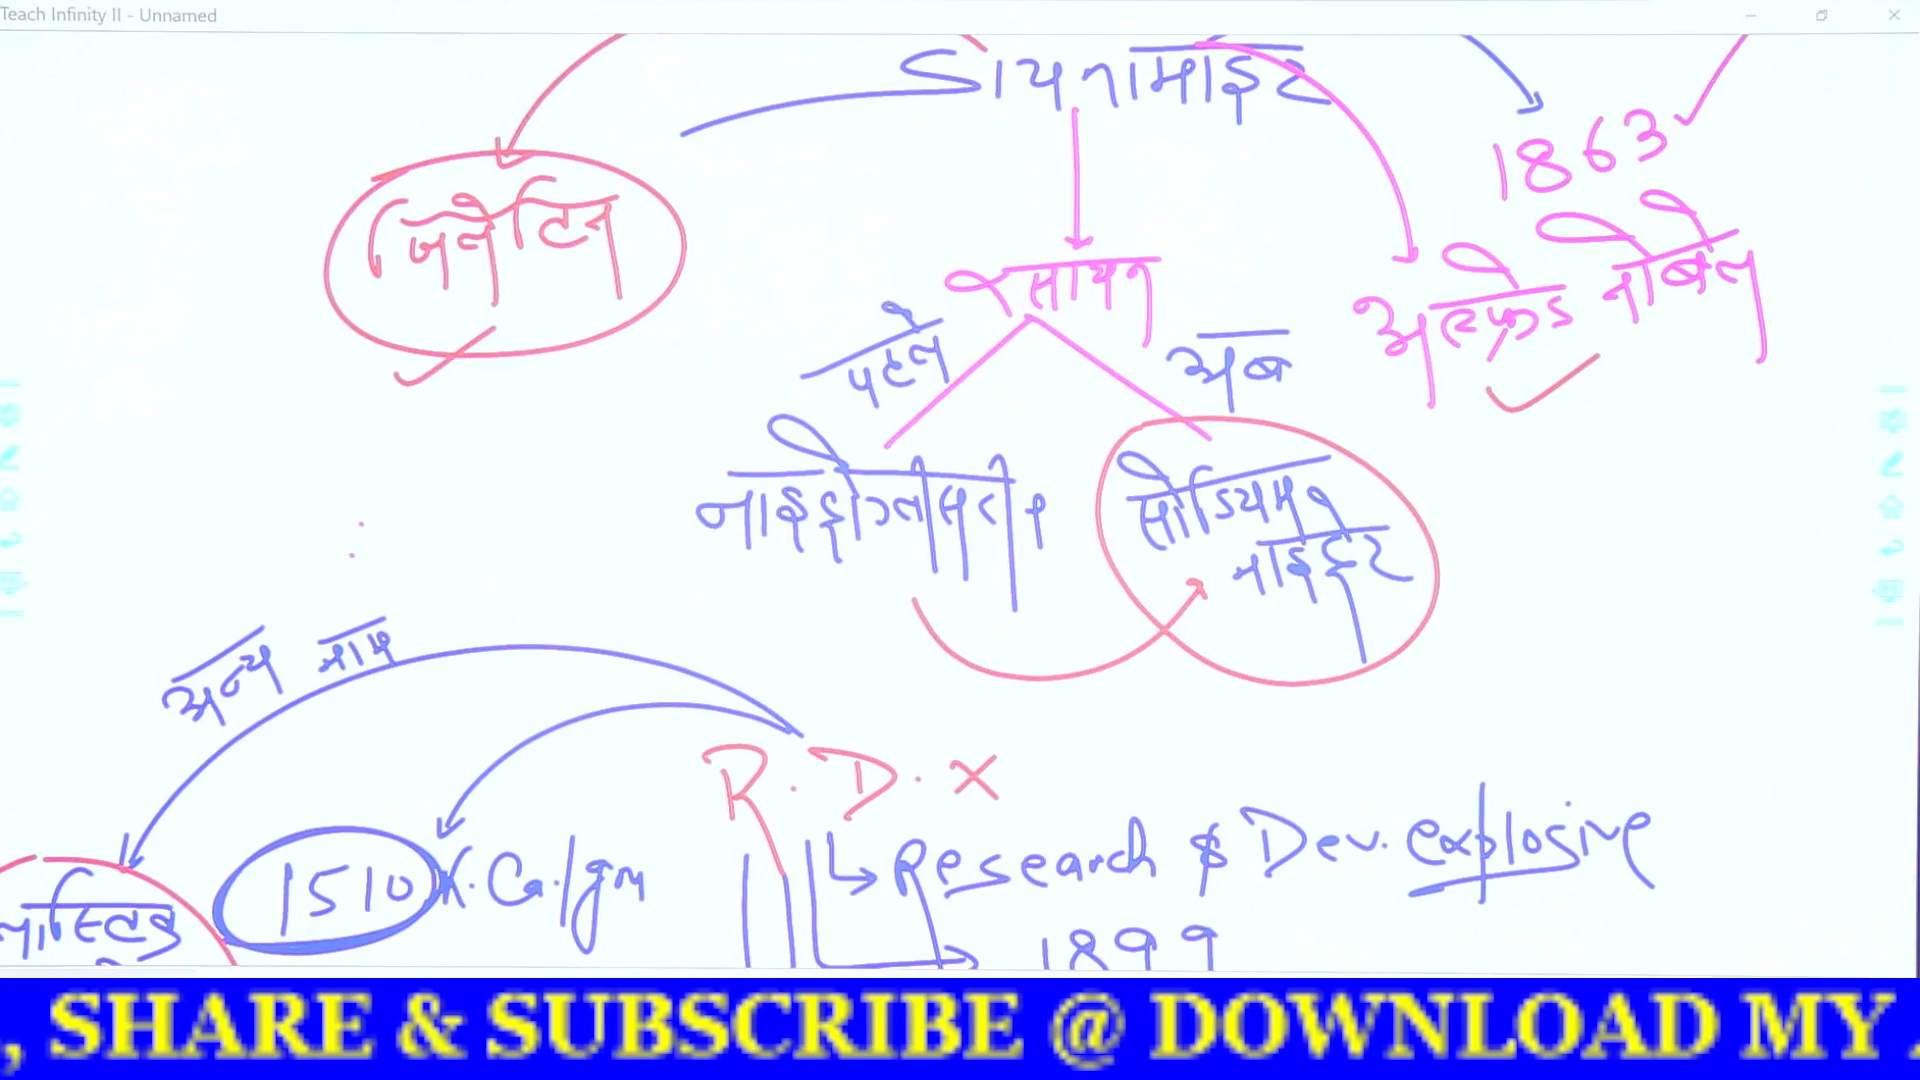 Teach Infinity II - Unnamed
डायनामाइट
1863
जिलेटिन
रसायन
अल्फ्रेड नोबेल
पहले
अब
नाइट्रोग्लीसरीन
सोडियम
नाइट्रेट
अन्य नाम
R.D.X
Research & Dev. explosive
1510 K.Ca./gm
1899
, SHARE & SUBSCRIBE @ DOWNLOAD MY